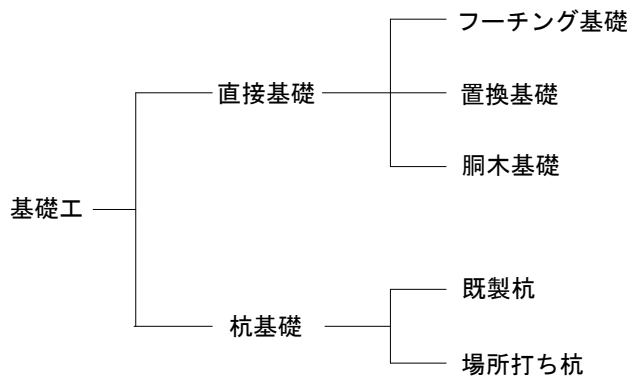 フーチング基礎
直接基礎
置換基礎
胴木基礎
基礎工
既製杭
杭基礎
場所打ち杭